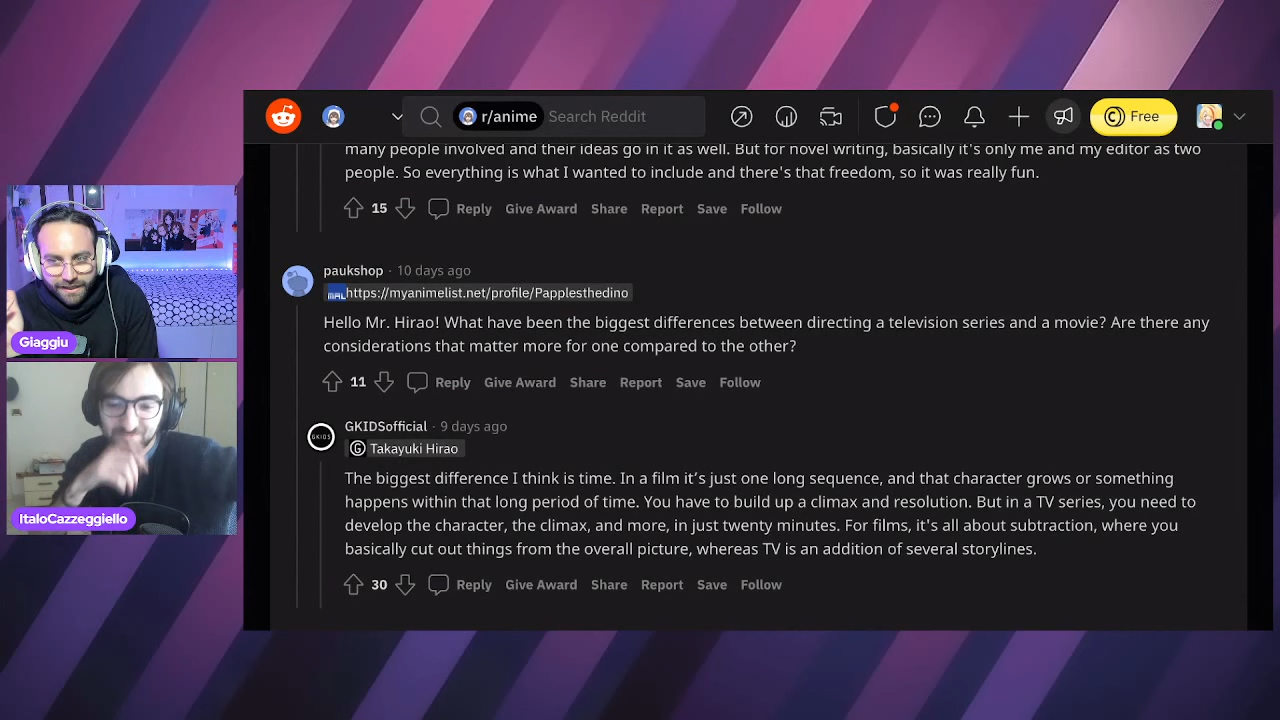 r/anime Search Reddit
Free
many people involved and their ideas go in it as well. But for novel writing, basically it's only me and my editor as two
people. So everything is what I wanted to include and there's that freedom, so it was really fun.
15 Reply Give Award Share Report Save Follow
paukshop · 10 days ago
MAL https://myanimelist.net/profile/Papplesthedino
Hello Mr. Hirao! What have been the biggest differences between directing a television series and a movie? Are there any
considerations that matter more for one compared to the other?
11 Reply Give Award Share Report Save Follow
GKIDS
GKIDSofficial · 9 days ago
G Takayuki Hirao
The biggest difference I think is time. In a film it’s just one long sequence, and that character grows or something
happens within that long period of time. You have to build up a climax and resolution. But in a TV series, you need to
develop the character, the climax, and more, in just twenty minutes. For films, it's all about subtraction, where you
basically cut out things from the overall picture, whereas TV is an addition of several storylines.
30 Reply Give Award Share Report Save Follow
Giaggiu
ItaloCazzeggiello